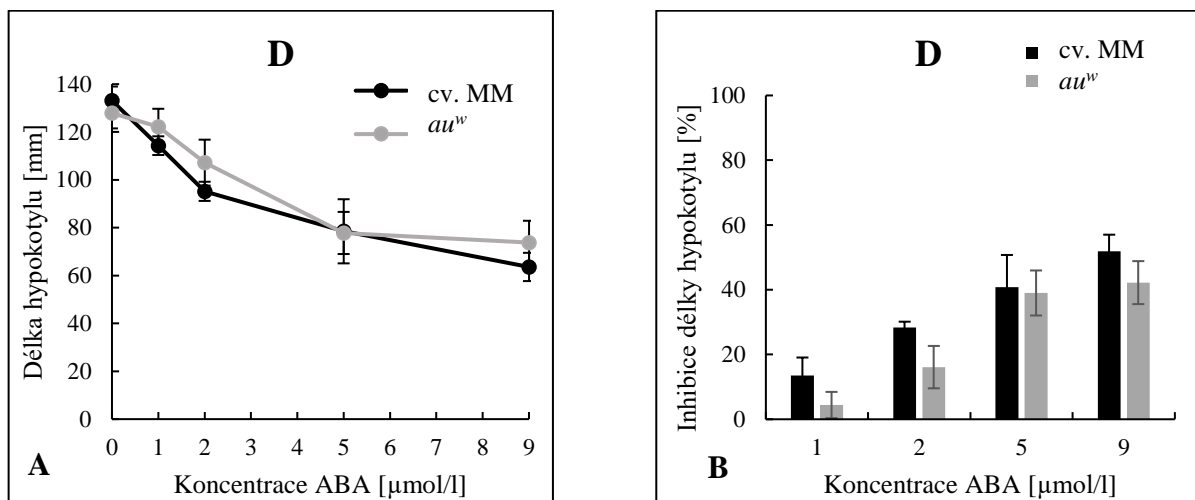 D
cv. MM
au^w
Délka hypokotylu [mm]
140
120
100
80
60
40
20
0
0 1 2 3 4 5 6 7 8 9
Koncentrace ABA [µmol/l]
A
D
cv. MM
au^w
Inhibice délky hypokotylu [%]
100
80
60
40
20
0
1 2 5 9
Koncentrace ABA [µmol/l]
B